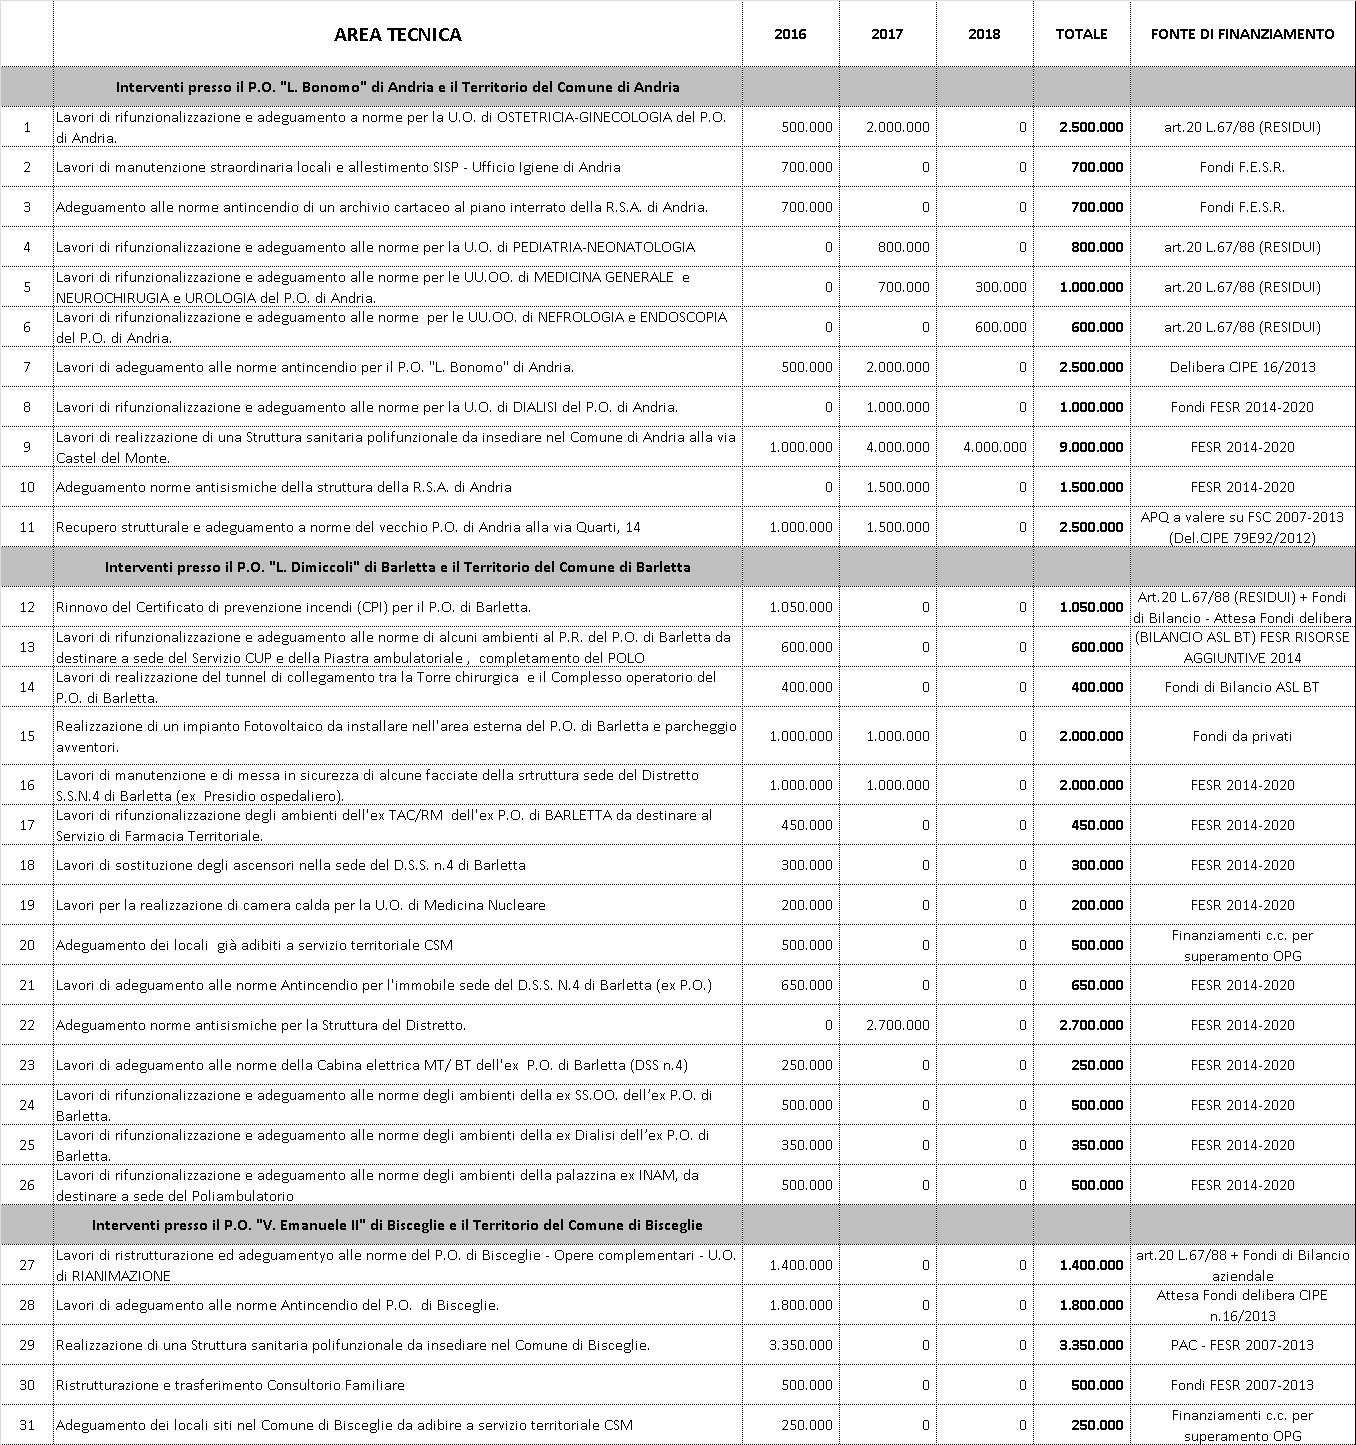 AREA TECNICA 2016 2017 2018 TOTALE FONTE DI FINANZIAMENTO
Interventi presso il P.O. "L. Bonomo" di Andria e il Territorio del Comune di Andria
1 Lavori di rifunzionalizzazione e adeguamento a norme per la U.O. di OSTETRICIA-GINECOLOGIA del P.O.
di Andria. 500.000 2.000.000 0 2.500.000 art.20 L.67/88 (RESIDUI)
2 Lavori di manutenzione straordinaria locali e allestimento SISP - Ufficio Igiene di Andria 700.000 0 0 700.000 Fondi F.E.S.R.
3 Adeguamento alle norme antincendio di un archivio cartaceo al piano interrato della R.S.A. di Andria. 700.000 0 0 700.000 Fondi F.E.S.R.
4 Lavori di rifunzionalizzazione e adeguamento alle norme per la U.O. di PEDIATRIA-NEONATOLOGIA 0 800.000 0 800.000 art.20 L.67/88 (RESIDUI)
5 Lavori di rifunzionalizzazione e adeguamento alle norme per le UU.OO. di MEDICINA GENERALE e
NEUROCHIRUGIA e UROLOGIA del P.O. di Andria. 0 700.000 300.000 1.000.000 art.20 L.67/88 (RESIDUI)
6 Lavori di rifunzionalizzazione e adeguamento alle norme per le UU.OO. di NEFROLOGIA e ENDOSCOPIA
del P.O. di Andria. 0 0 600.000 600.000 art.20 L.67/88 (RESIDUI)
7 Lavori di adeguamento alle norme antincendio per il P.O. "L. Bonomo" di Andria. 500.000 2.000.000 0 2.500.000 Delibera CIPE 16/2013
8 Lavori di rifunzionalizzazione e adeguamento alle norme per la U.O. di DIALISI del P.O. di Andria. 0 1.000.000 0 1.000.000 Fondi FESR 2014-2020
9 Lavori di realizzazione di una Struttura sanitaria polifunzionale da insediare nel Comune di Andria alla via
Castel del Monte. 1.000.000 4.000.000 4.000.000 9.000.000 FESR 2014-2020
10 Adeguamento norme antisismiche della struttura della R.S.A. di Andria 0 1.500.000 0 1.500.000 FESR 2014-2020
11 Recupero strutturale e adeguamento a norme del vecchio P.O. di Andria alla via Quarti, 14 1.000.000 1.500.000 0 2.500.000 APQ a valere su FSC 2007-2013
(Del.CIPE 79E92/2012)
Interventi presso il P.O. "L. Dimiccoli" di Barletta e il Territorio del Comune di Barletta
12 Rinnovo del Certificato di prevenzione incendi (CPI) per il P.O. di Barletta. 1.050.000 0 0 1.050.000 Art.20 L.67/88 (RESIDUI) + Fondi
di Bilancio - Attesa Fondi delibera
13 Lavori di rifunzionalizzazione e adeguamento alle norme di alcuni ambienti al P.R. del P.O. di Barletta da
destinare a sede del Servizio CUP e della Piastra ambulatoriale , completamento del POLO 600.000 0 0 600.000 (BILANCIO ASL BT) FESR RISORSE
AGGIUNTIVE 2014
14 Lavori di realizzazione del tunnel di collegamento tra la Torre chirurgica e il Complesso operatorio del
P.O. di Barletta. 400.000 0 0 400.000 Fondi di Bilancio ASL BT
15 Realizzazione di un impianto Fotovoltaico da installare nell'area esterna del P.O. di Barletta e parcheggio
avventori. 1.000.000 1.000.000 0 2.000.000 Fondi da privati
16 Lavori di manutenzione e di messa in sicurezza di alcune facciate della srtruttura sede del Distretto
S.S.N.4 di Barletta (ex Presidio ospedaliero). 1.000.000 1.000.000 0 2.000.000 FESR 2014-2020
17 Lavori di rifunzionalizzazione degli ambienti dell'ex TAC/RM dell'ex P.O. di BARLETTA da destinare al
Servizio di Farmacia Territoriale. 450.000 0 0 450.000 FESR 2014-2020
18 Lavori di sostituzione degli ascensori nella sede del D.S.S. n.4 di Barletta 300.000 0 0 300.000 FESR 2014-2020
19 Lavori per la realizzazione di camera calda per la U.O. di Medicina Nucleare 200.000 0 0 200.000 FESR 2014-2020
20 Adeguamento dei locali già adibiti a servizio territoriale CSM 500.000 0 0 500.000 Finanziamenti c.c. per
superamento OPG
21 Lavori di adeguamento alle norme Antincendio per l'immobile sede del D.S.S. N.4 di Barletta (ex P.O.) 650.000 0 0 650.000 FESR 2014-2020
22 Adeguamento norme antisismiche per la Struttura del Distretto. 0 2.700.000 0 2.700.000 FESR 2014-2020
23 Lavori di adeguamento alle norme della Cabina elettrica MT/ BT dell'ex P.O. di Barletta (DSS n.4) 250.000 0 0 250.000 FESR 2014-2020
24 Lavori di rifunzionalizzazione e adeguamento alle norme degli ambienti della ex SS.OO. dell'ex P.O. di
Barletta. 500.000 0 0 500.000 FESR 2014-2020
25 Lavori di rifunzionalizzazione e adeguamento alle norme degli ambienti della ex Dialisi dell'ex P.O. di
Barletta. 350.000 0 0 350.000 FESR 2014-2020
26 Lavori di rifunzionalizzazione e adeguamento alle norme degli ambienti della palazzina ex INAM, da
destinare a sede del Poliambulatorio 500.000 0 0 500.000 FESR 2014-2020
Interventi presso il P.O. "V. Emanuele II" di Bisceglie e il Territorio del Comune di Bisceglie
27 Lavori di ristrutturazione ed adeguamentyo alle norme del P.O. di Bisceglie - Opere complementari - U.O.
di RIANIMAZIONE 1.400.000 0 0 1.400.000 art.20 L.67/88 + Fondi di Bilancio
aziendale
28 Lavori di adeguamento alle norme Antincendio del P.O. di Bisceglie. 1.800.000 0 0 1.800.000 Attesa Fondi delibera CIPE
n.16/2013
29 Realizzazione di una Struttura sanitaria polifunzionale da insediare nel Comune di Bisceglie. 3.350.000 0 0 3.350.000 PAC - FESR 2007-2013
30 Ristrutturazione e trasferimento Consultorio Familiare 500.000 0 0 500.000 Fondi FESR 2007-2013
31 Adeguamento dei locali siti nel Comune di Bisceglie da adibire a servizio territoriale CSM 250.000 0 0 250.000 Finanziamenti c.c. per
superamento OPG